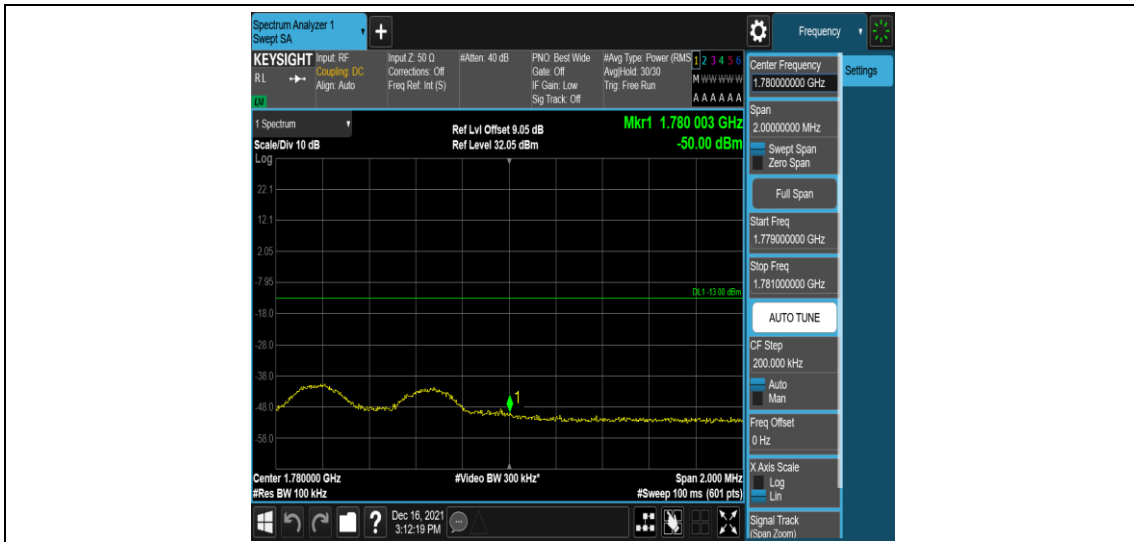 Spectrum Analyzer 1
Swept SA
+
Frequency
KEYSIGHT
RL
LXI
Input: RF
Coupling: DC
Align: Auto
Input Z: 50 Ω
Corrections: Off
Freq Ref: Int (S)
#Atten: 40 dB
PNO: Best Wide
Gate: Off
IF Gain: Low
Sig Track: Off
#Avg Type: Power (RMS
Avg|Hold: 30/30
Trig: Free Run
1 2 3 4 5 6
M W W W W W
A A A A A A
1 Spectrum
Scale/Div 10 dB
Log
Ref Lvl Offset 9.05 dB
Ref Level 32.05 dBm
Mkr1 1.780 003 GHz
-50.00 dBm
22.1
12.1
2.05
-7.95
-18.0
-28.0
-38.0
-48.0
-58.0
DL1 -13.00 dBm
1
Center 1.780000 GHz
#Res BW 100 kHz
#Video BW 300 kHz*
Span 2.000 MHz
#Sweep 100 ms (601 pts)
Dec 16, 2021
3:12:19 PM
?
Center Frequency
1.780000000 GHz
Settings
Span
2.00000000 MHz
Swept Span
Zero Span
Full Span
Start Freq
1.779000000 GHz
Stop Freq
1.781000000 GHz
AUTO TUNE
CF Step
200.000 kHz
Auto
Man
Freq Offset
0 Hz
X Axis Scale
Log
Lin
Signal Track
(Span Zoom)